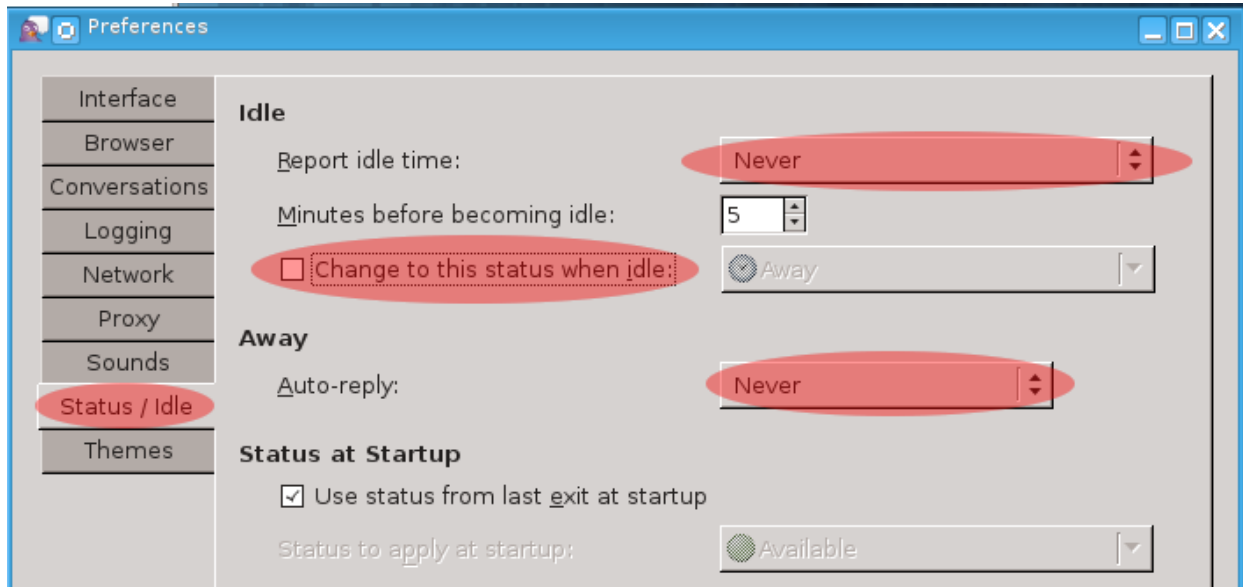 Preferences
Interface
Browser
Conversations
Logging
Network
Proxy
Sounds
Status / Idle
Themes
Idle
Report idle time: Never
Minutes before becoming idle: 5
Change to this status when idle: Away
Away
Auto-reply: Never
Status at Startup
Use status from last exit at startup
Status to apply at startup: Available